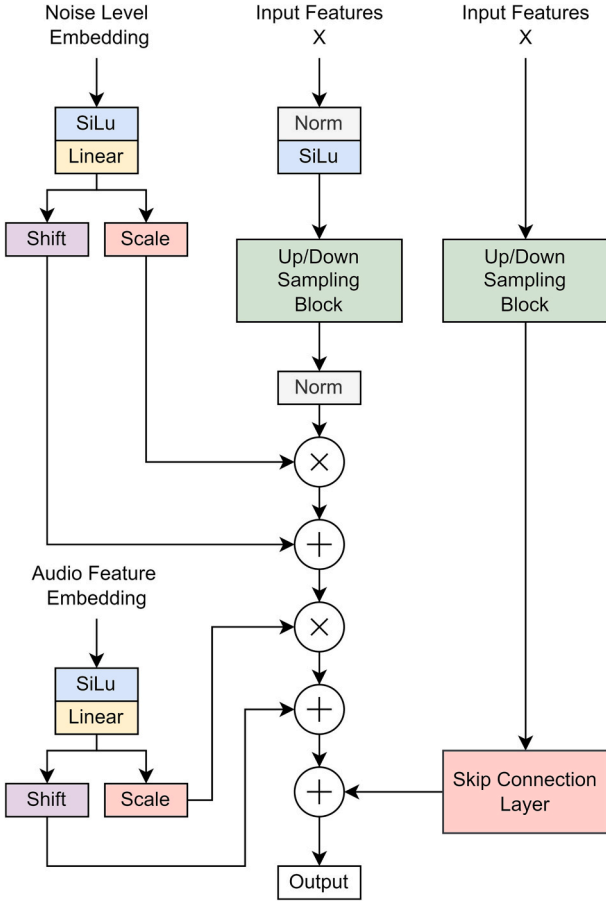 Noise Level
Embedding
SiLu
Linear
Shift
Scale
Input Features
X
Norm
SiLu
Up/Down
Sampling
Block
Norm
×
+
×
+
+
Output
Input Features
X
Up/Down
Sampling
Block
Skip Connection
Layer
Audio Feature
Embedding
SiLu
Linear
Shift
Scale